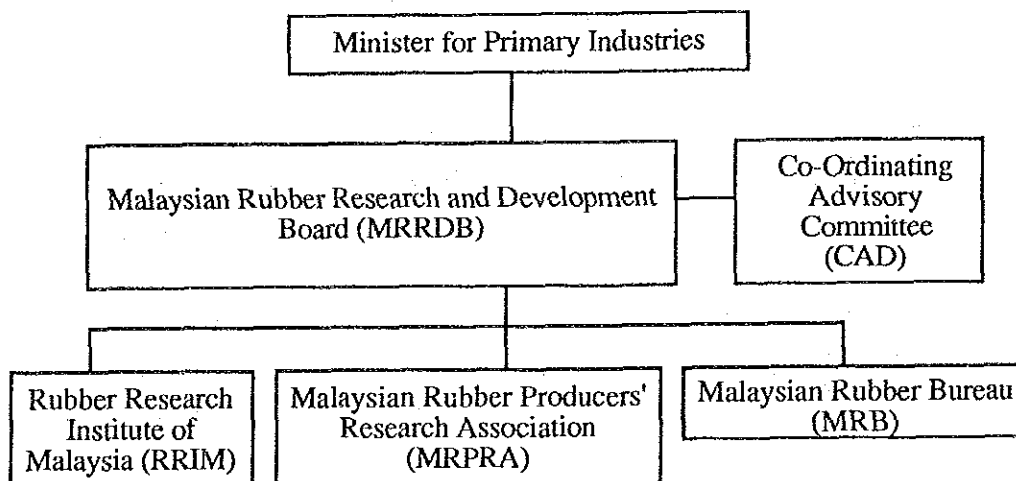 Minister for Primary Industries
Malaysian Rubber Research and Development
Board (MRRDB)
Co-Ordinating
Advisory
Committee
(CAD)
Rubber Research
Institute of
Malaysia (RRIM)
Malaysian Rubber Producers'
Research Association
(MRPRA)
Malaysian Rubber Bureau
(MRB)